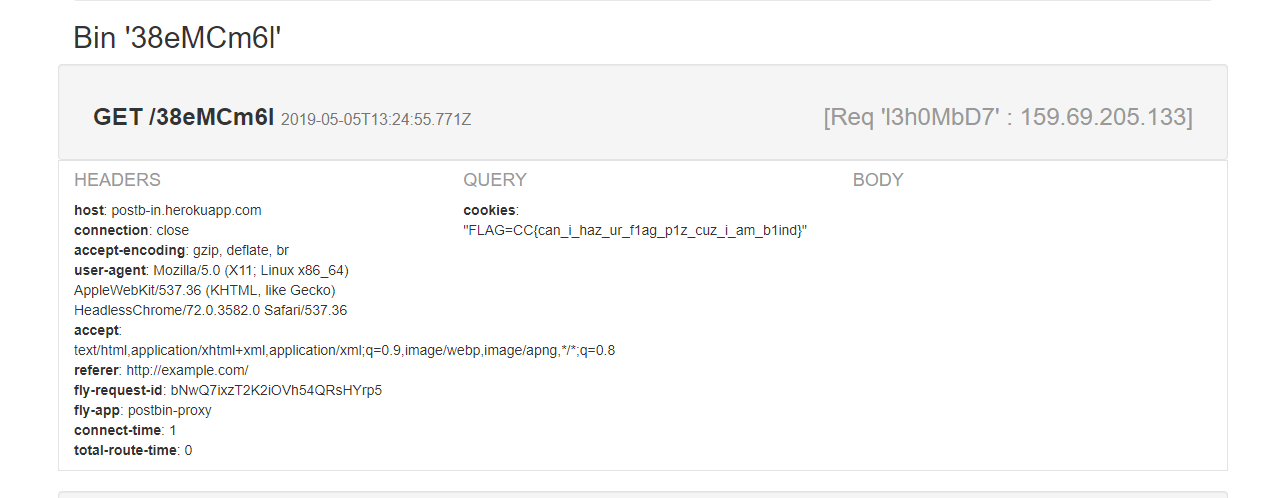 Bin '38eMCm6l'
GET /38eMCm6l 2019-05-05T13:24:55.771Z
[Req 'l3h0MbD7' : 159.69.205.133]
HEADERS
host: postb-in.herokuapp.com
connection: close
accept-encoding: gzip, deflate, br
user-agent: Mozilla/5.0 (X11; Linux x86_64)
AppleWebKit/537.36 (KHTML, like Gecko)
HeadlessChrome/72.0.3582.0 Safari/537.36
accept:
text/html,application/xhtml+xml,application/xml;q=0.9,image/webp,image/apng,*/*;q=0.8
referer: http://example.com/
fly-request-id: bNwQ7ixzT2K2iOVh54QRsHYrp5
fly-app: postbin-proxy
connect-time: 1
total-route-time: 0
QUERY
cookies:
"FLAG=CC{can_i_haz_ur_f1ag_p1z_cuz_i_am_b1ind}"
BODY